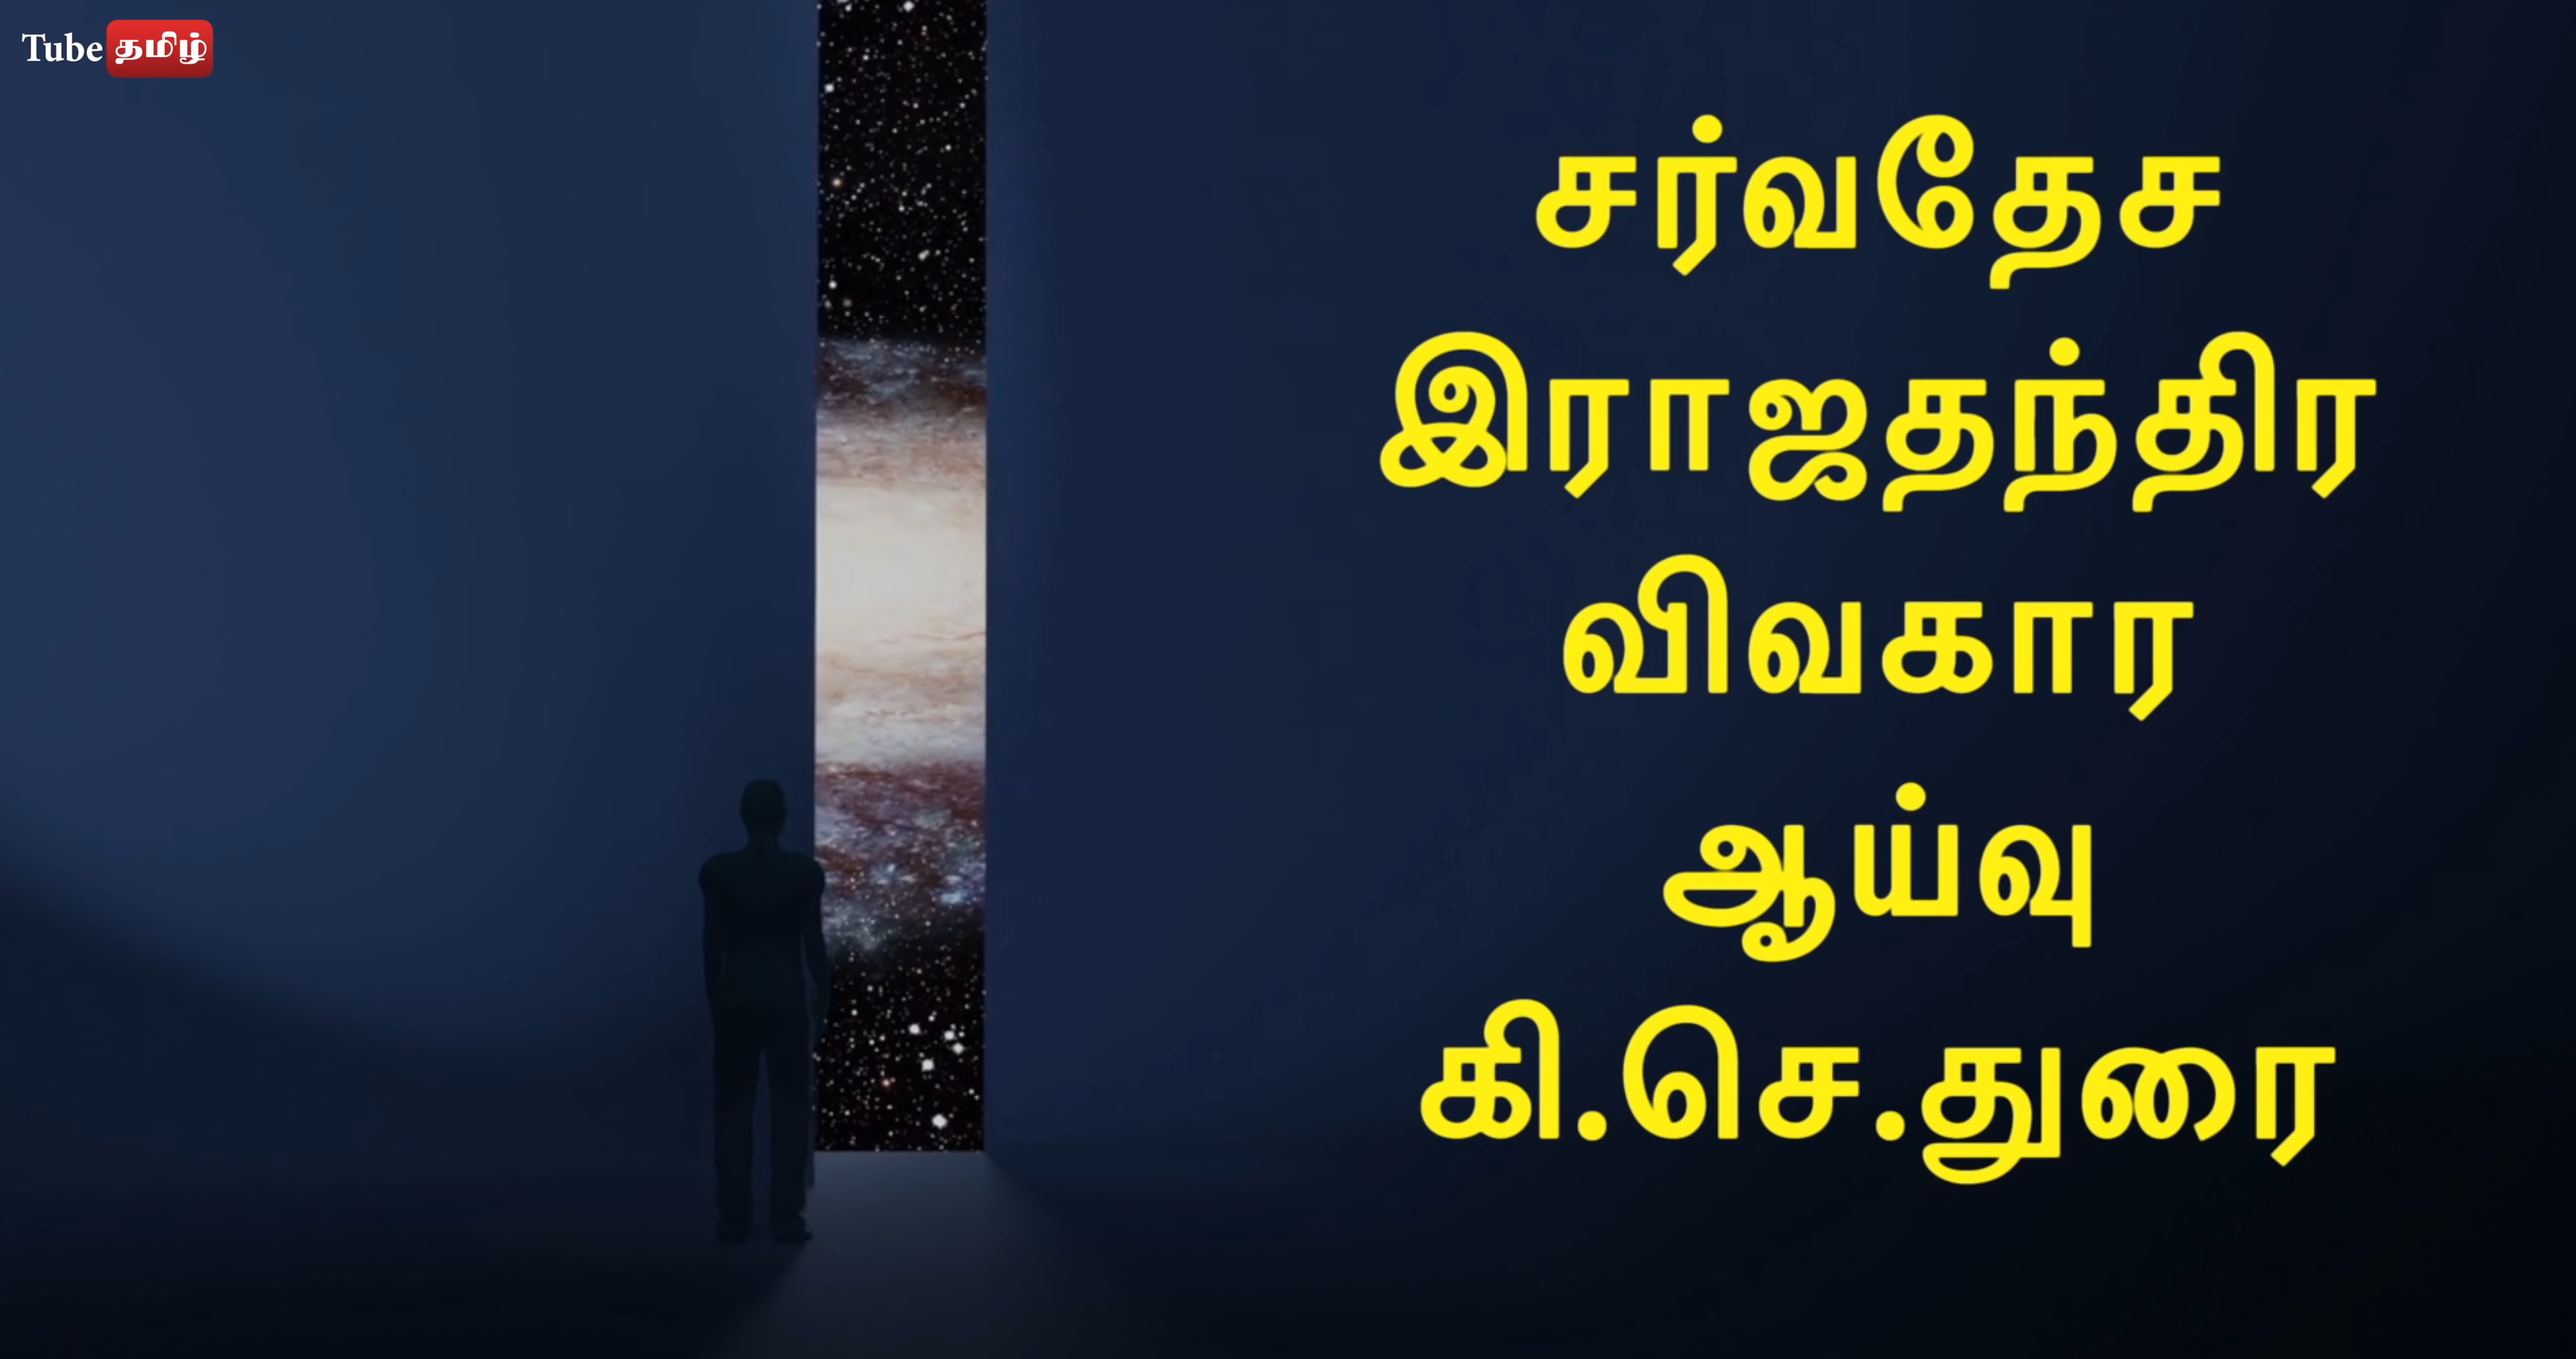 Tube தமிழ்
சர்வதேச
இராஜதந்திர
விவகார
ஆய்வு
கி.செ.துரை